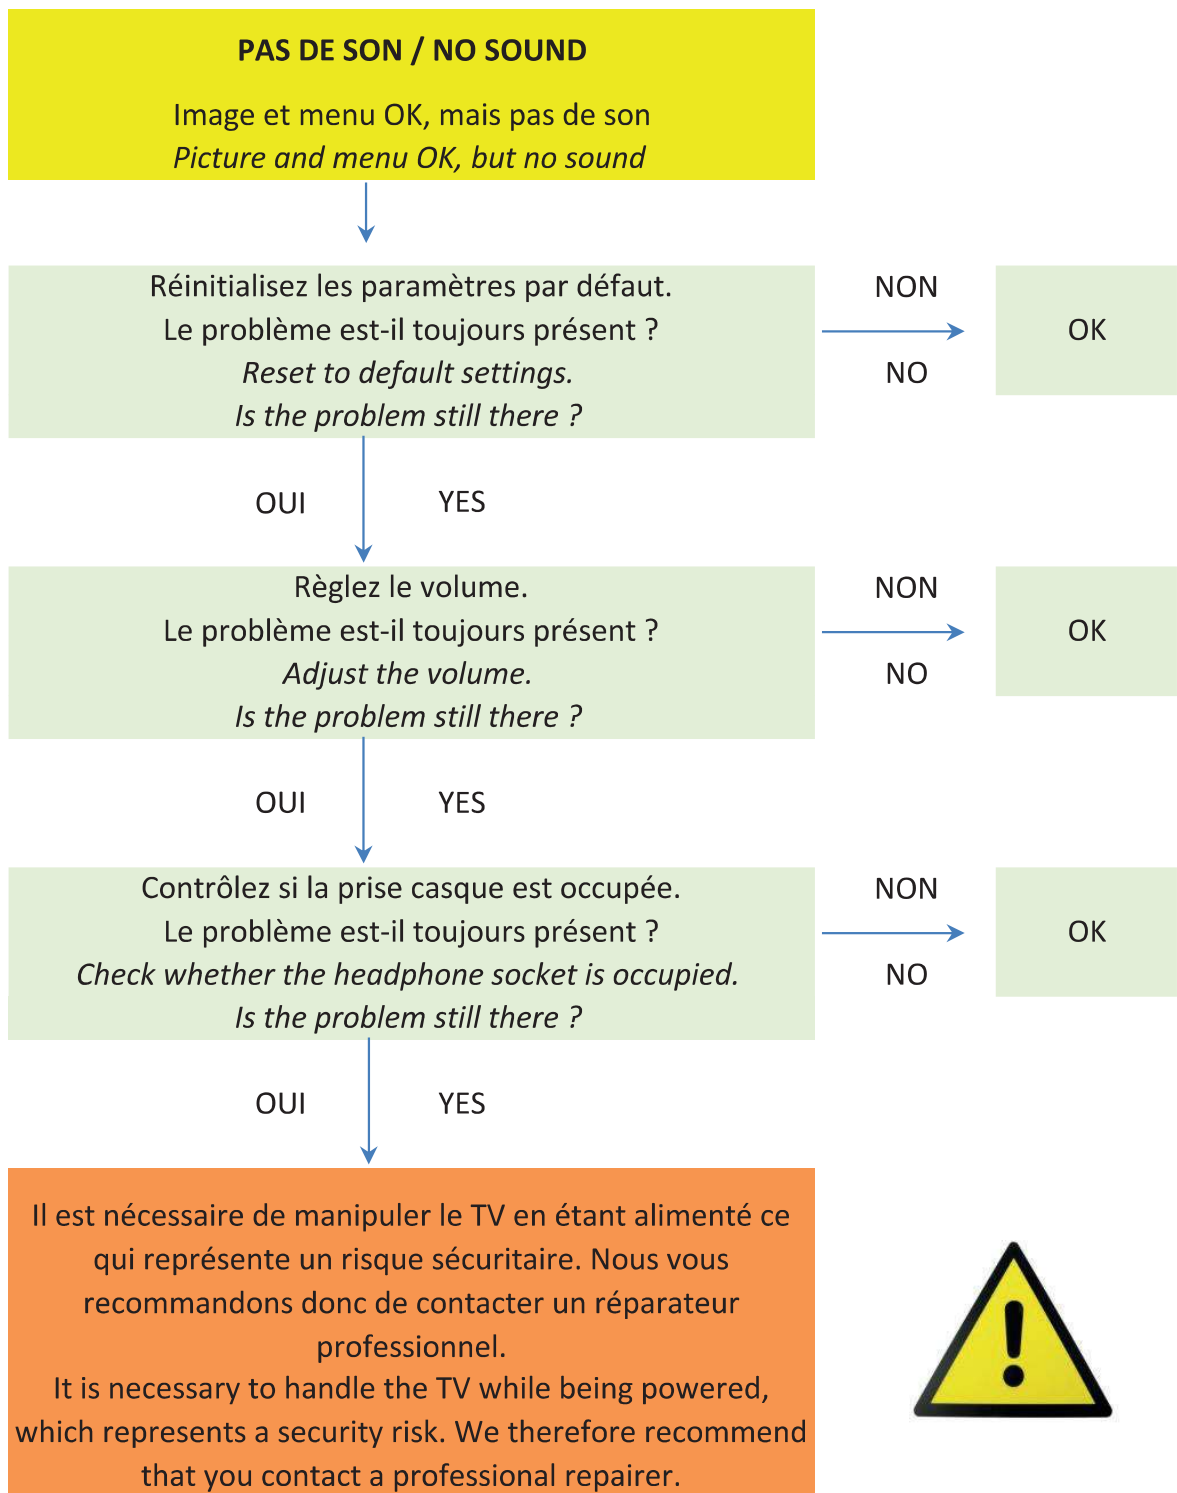 PAS DE SON / NO SOUND
Image et menu OK, mais pas de son
Picture and menu OK, but no sound
Réinitialisez les paramètres par défaut.
Le problème est-il toujours présent ?
Reset to default settings.
Is the problem still there ?
NON
NO
OK
OUI YES
Règlez le volume.
Le problème est-il toujours présent ?
Adjust the volume.
Is the problem still there ?
NON
NO
OK
OUI YES
Contrôlez si la prise casque est occupée.
Le problème est-il toujours présent ?
Check whether the headphone socket is occupied.
Is the problem still there ?
NON
NO
OK
OUI YES
Il est nécessaire de manipuler le TV en étant alimenté ce
qui représente un risque sécuritaire. Nous vous
recommandons donc de contacter un réparateur
professionnel.
It is necessary to handle the TV while being powered,
which represents a security risk. We therefore recommend
that you contact a professional repairer.